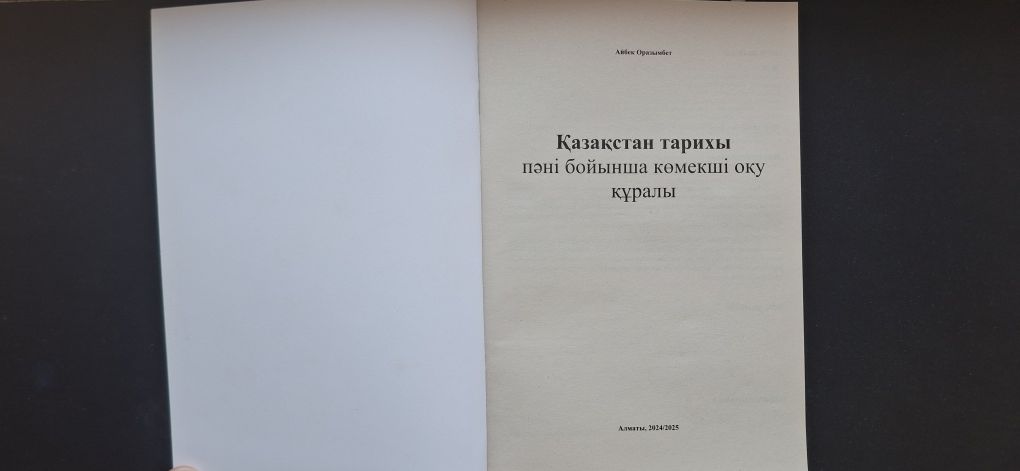 Айбек Оразымбет
Қазақстан тарихы
пәні бойынша көмекші оқу
құралы
Алматы, 2024/2025